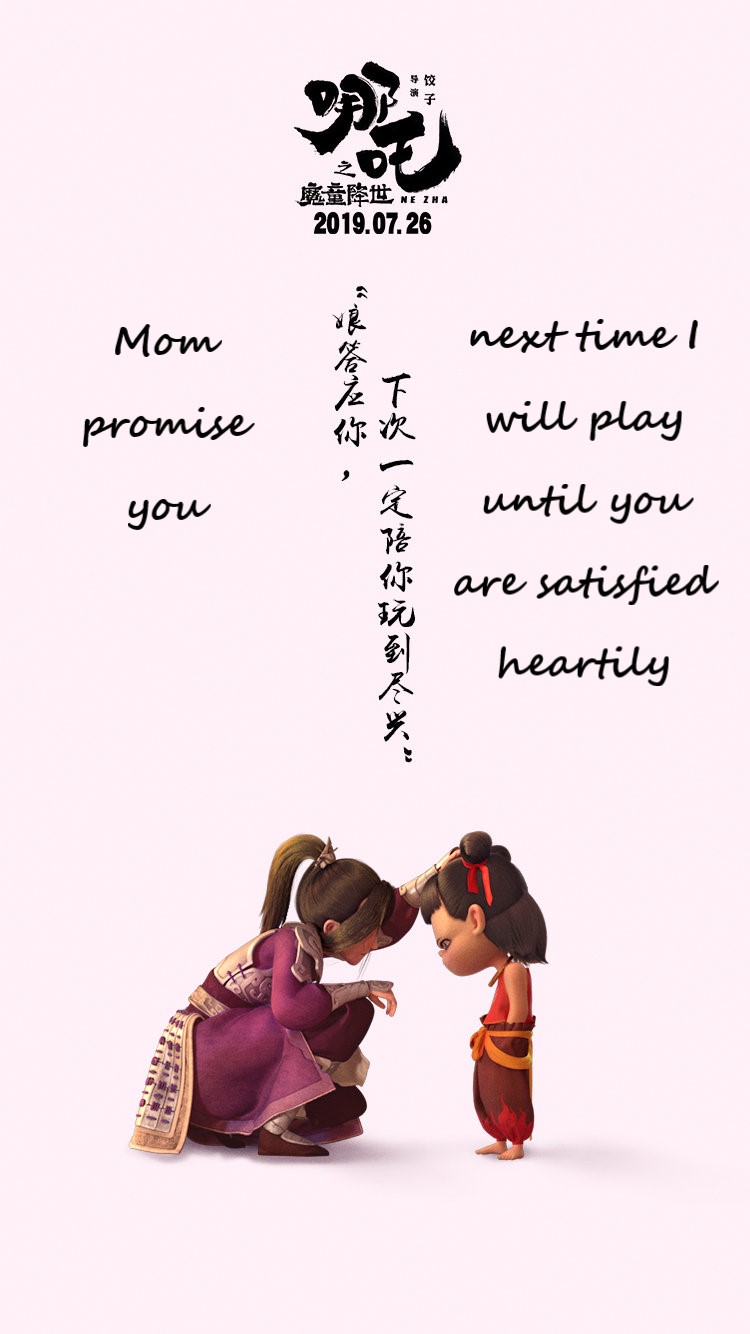 哪吒
之
魔童降世
导演
饺子
NE ZHA
2019.07.26
Mom
promise
you
“娘答应你，
下次一定陪你玩到尽兴”
next time I
will play
until you
are satisfied
heartily